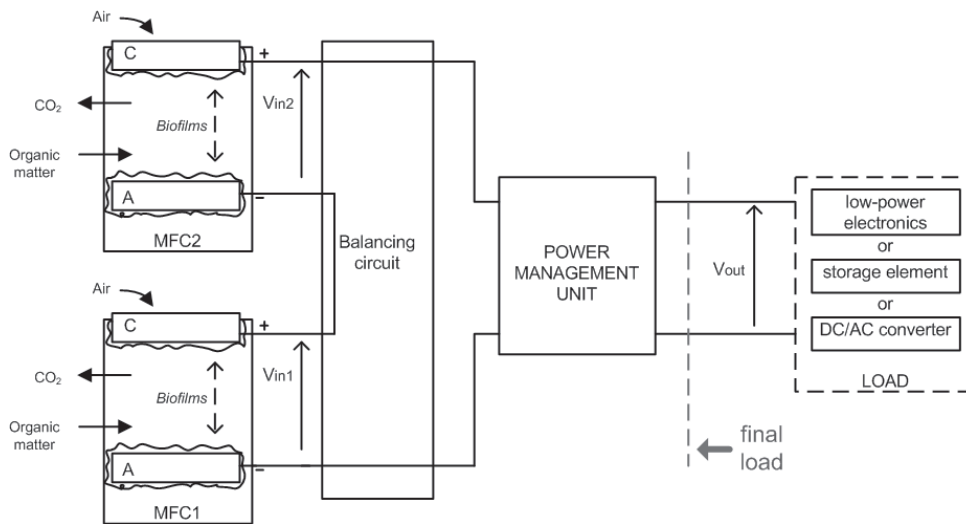 Air
C
+
CO₂
Biofilms
Vin2
Organic
matter
A
–
MFC2
Balancing
circuit
Air
C
+
CO₂
Biofilms
Vin1
Organic
matter
A
–
MFC1
POWER
MANAGEMENT
UNIT
Vout
final
load
low-power
electronics
or
storage element
or
DC/AC converter
LOAD